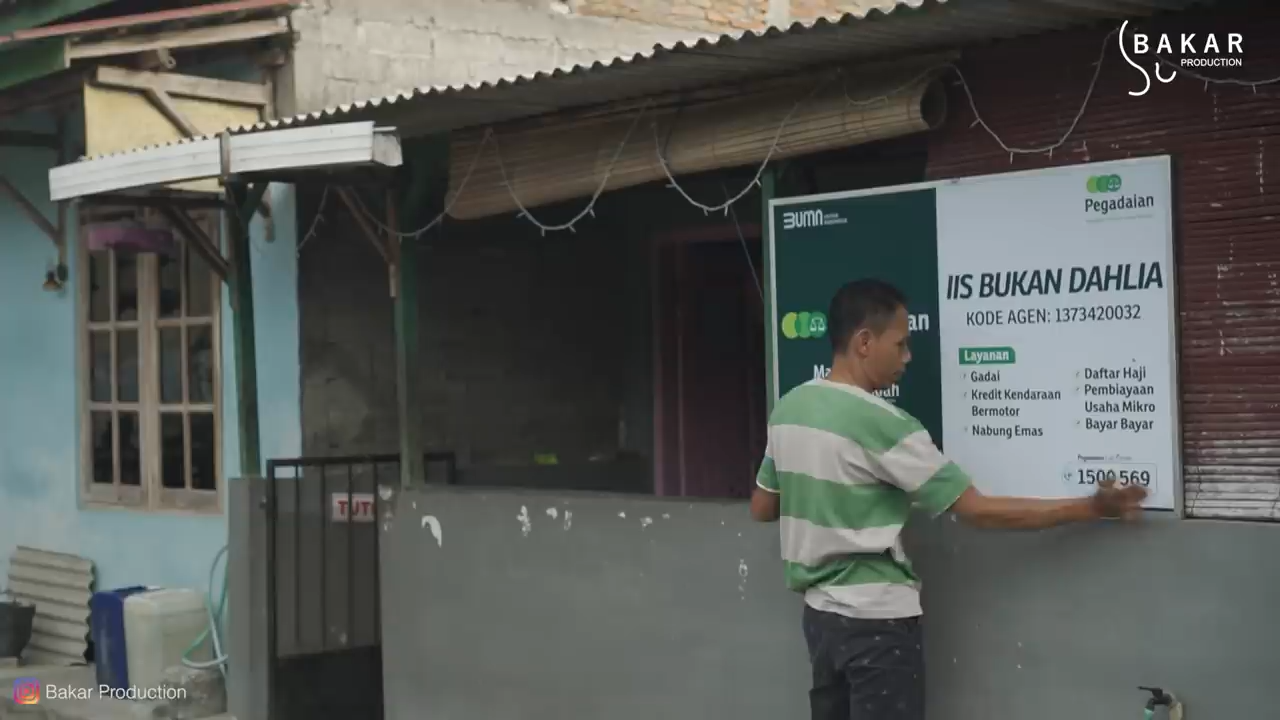 BAKAR
PRODUCTION
BUMN
Pegadaian
IIS BUKAN DAHLIA
KODE AGEN: 1373420032
Layanan
Gadai
Kredit Kendaraan
Bermotor
Nabung Emas
Daftar Haji
Pembiayaan
Usaha Mikro
Bayar Bayar
1500 569
TUT
Bakar Production